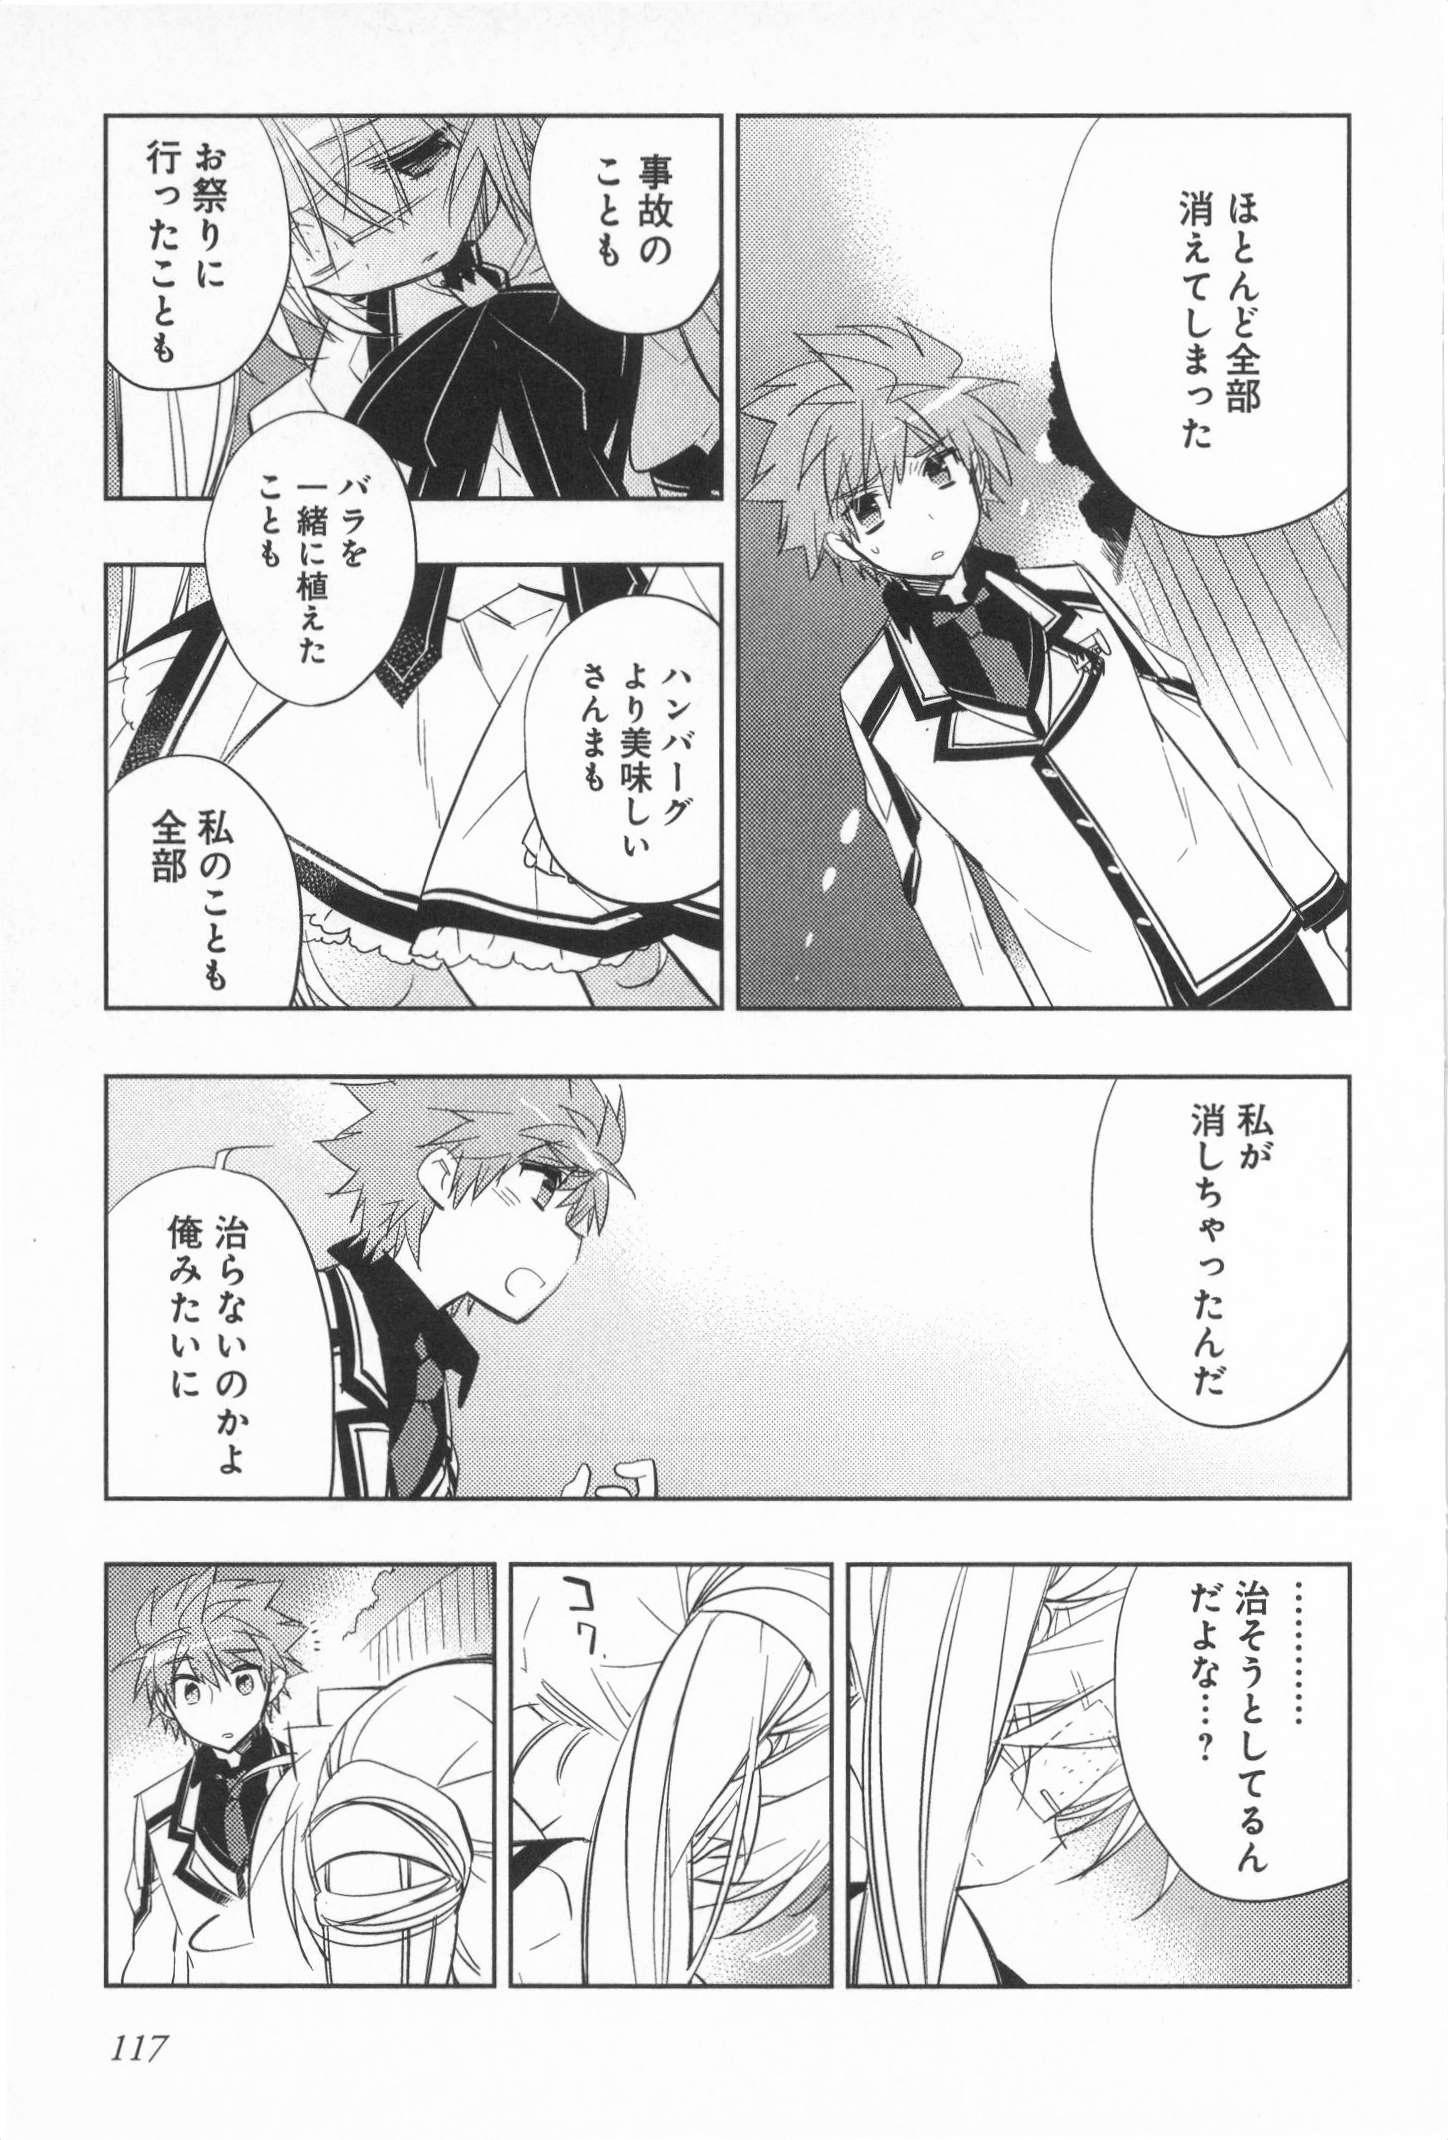 ほとんど全部
消えてしまった
事故の
ことも
お祭りに
行ったことも
バラを
一緒に植えた
ことも
ハンバーグ
より美味しい
さんまも
私のことも
全部
私が
消しちゃったんだ
治らないのかよ
俺みたいに
…………
治そうとしてるん
だよな…？
コク
117